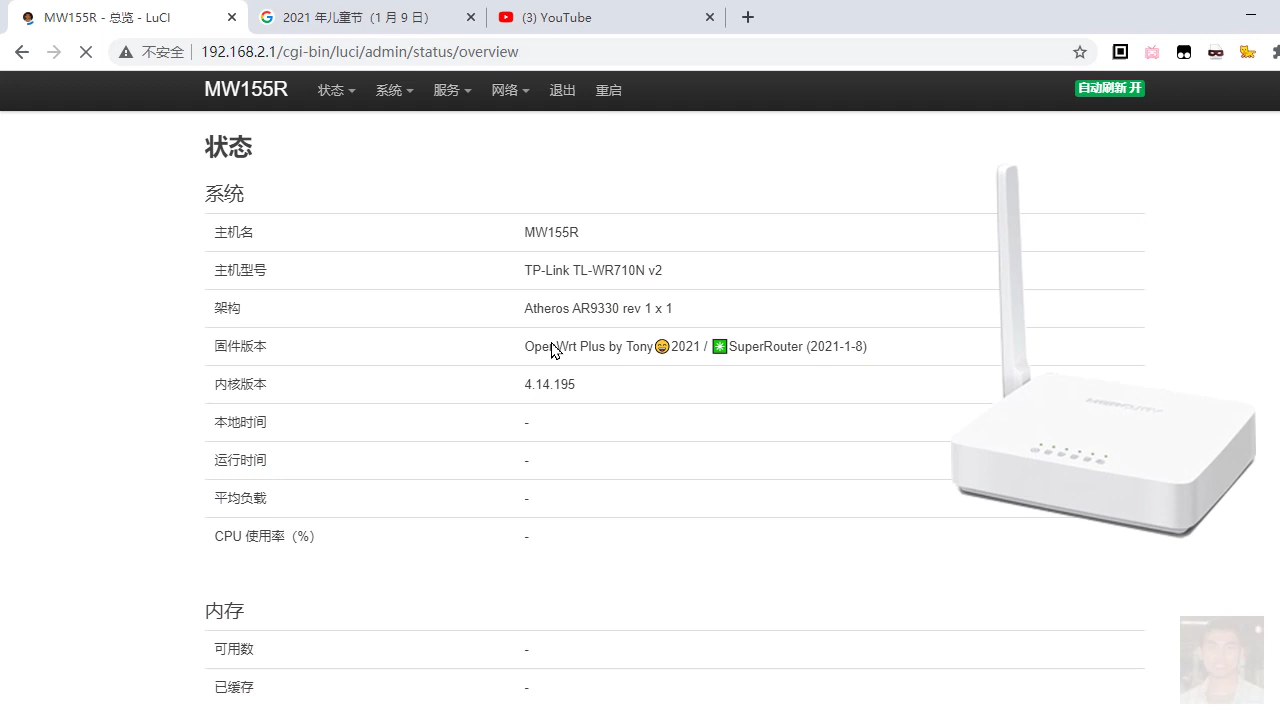 MW155R - 总览 - LuCI
2021 年儿童节（1 月 9 日）
(3) YouTube
不安全
192.168.2.1/cgi-bin/luci/admin/status/overview
MW155R 状态 系统 服务 网络 退出 重启 自动刷新 开
状态
系统
主机名 MW155R
主机型号 TP-Link TL-WR710N v2
架构 Atheros AR9330 rev 1 x 1
固件版本 OpenWrt Plus by Tony😄2021 / ✳️SuperRouter (2021-1-8)
内核版本 4.14.195
本地时间 -
运行时间 -
平均负载 -
CPU 使用率（%） -
内存
可用数 -
已缓存 -
MERCURY